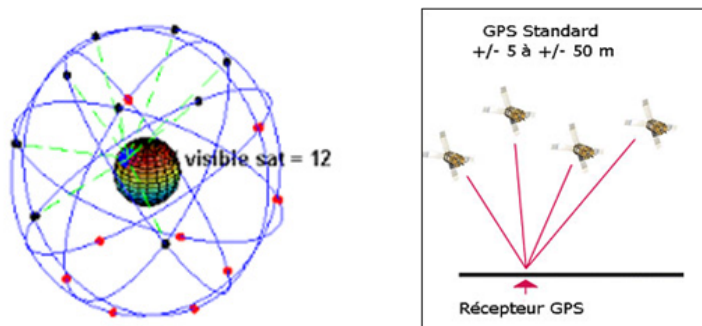 visible sat = 12
GPS Standard
+/- 5 à +/- 50 m
Récepteur GPS